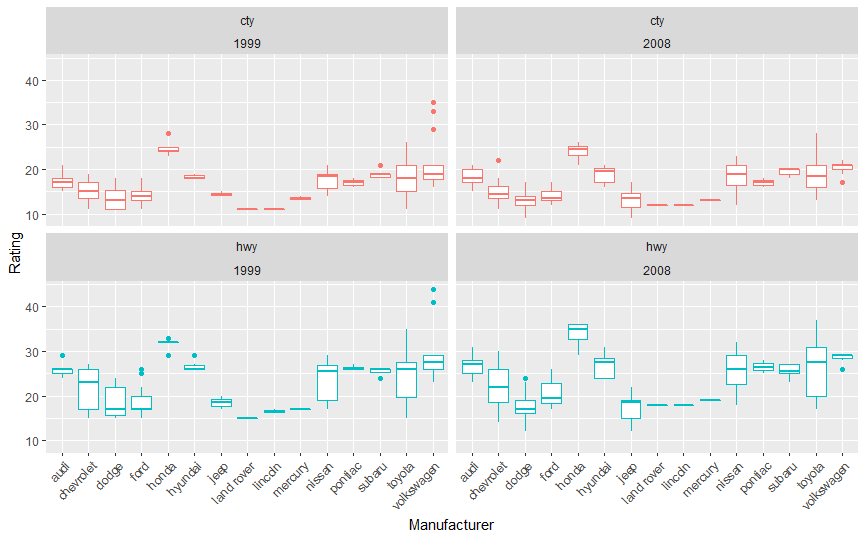 cty
1999
cty
2008
40
30
20
10
hwy
1999
hwy
2008
40
30
20
10
Rating
audi
chevrolet
dodge
ford
honda
hyundai
jeep
land rover
lincoln
mercury
nissan
pontiac
subaru
toyota
volkswagen
audi
chevrolet
dodge
ford
honda
hyundai
jeep
land rover
lincoln
mercury
nissan
pontiac
subaru
toyota
volkswagen
Manufacturer